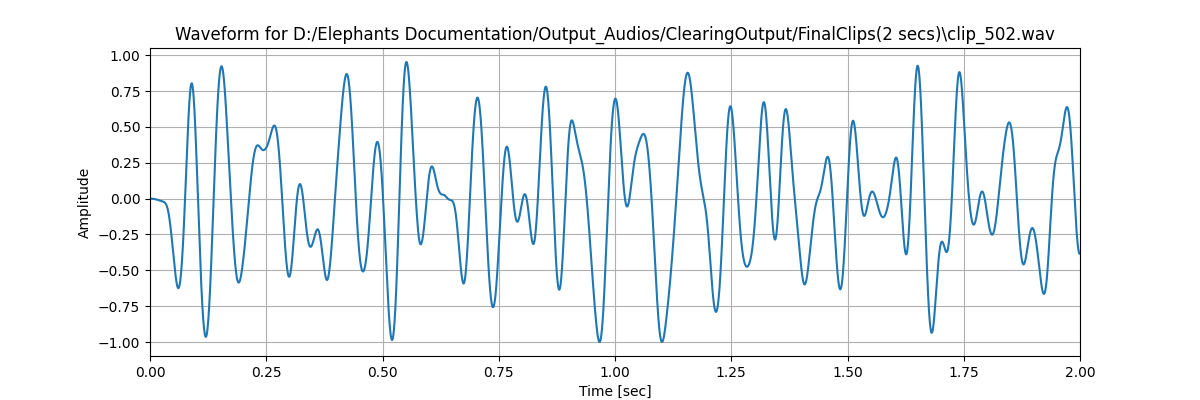 Waveform for D:/Elephants Documentation/Output_Audios/ClearingOutput/FinalClips(2 secs)\clip_502.wav
1.00
0.75
0.50
0.25
0.00
−0.25
−0.50
−0.75
−1.00
Amplitude
0.00 0.25 0.50 0.75 1.00 1.25 1.50 1.75 2.00
Time [sec]